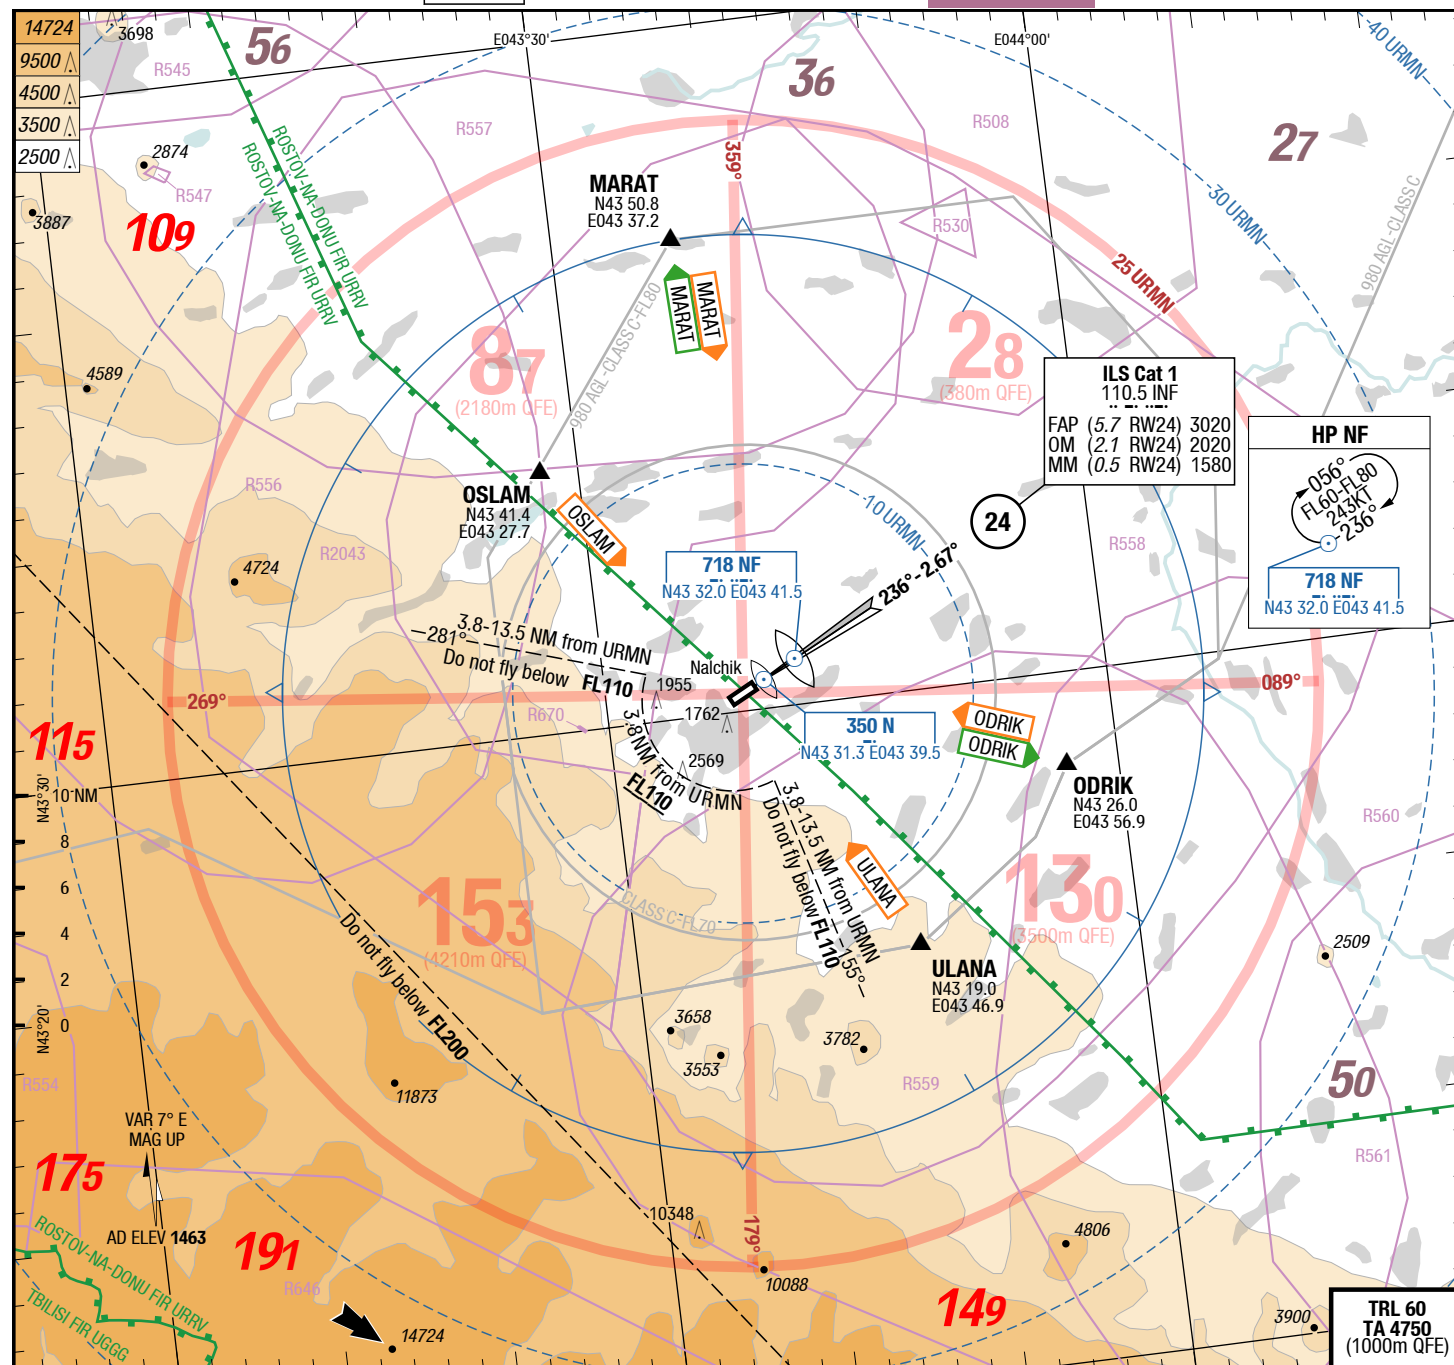 14724
9500
4500
3500
2500
3698
56
R545
E043°30'
36
E044°00'
40 URMN
R557
R508
27
2874
R547
3887
109
ROSTOV-NA-DONU FIR URRV
ROSTOV-NA-DONU FIR URRV
359°
MARAT
N43 50.8
E043 37.2
R530
30 URMN
980 AGL-CLASS C
25 URMN
MARAT
MARAT
980 AGL-CLASS C-FL80
87
(2180m QFE)
28
(380m QFE)
4589
ILS Cat 1
110.5 INF
FAP (5.7 RW24) 3020
OM (2.1 RW24) 2020
MM (0.5 RW24) 1580
HP NF
056°
FL60-FL80
243KT
236°
718 NF
N43 32.0 E043 41.5
R556
OSLAM
N43 41.4
E043 27.7
OSLAM
10 URMN
24
R2043
R558
4724
718 NF
N43 32.0 E043 41.5
236°-2.67°
3.8-13.5 NM from URMN
281°
Do not fly below FL110
Nalchik
1955
R560
269°
089°
R670
1762
3.8NM from URMN
FL110
2569
350 N
N43 31.3 E043 39.5
ODRIK
ODRIK
ODRIK
N43 26.0
E043 56.9
115
N43°30'
10 NM
8
6
4
2
0
N43°20'
R560
3.8-13.5 NM from URMN
Do not fly below FL110
155°
ULANA
153
(4210m QFE)
CLASS C-FL70
130
(3500m QFE)
Do not fly below FL200
ULANA
N43 19.0
E043 46.9
2509
3658
3553
3782
R554
11873
R559
50
VAR 7° E
MAG UP
175
R561
AD ELEV 1463
191
10348
179°
4806
ROSTOV-NA-DONU FIR URRV
TBILISI FIR UGGG
R646
10088
149
14724
3900
TRL 60
TA 4750
(1000m QFE)